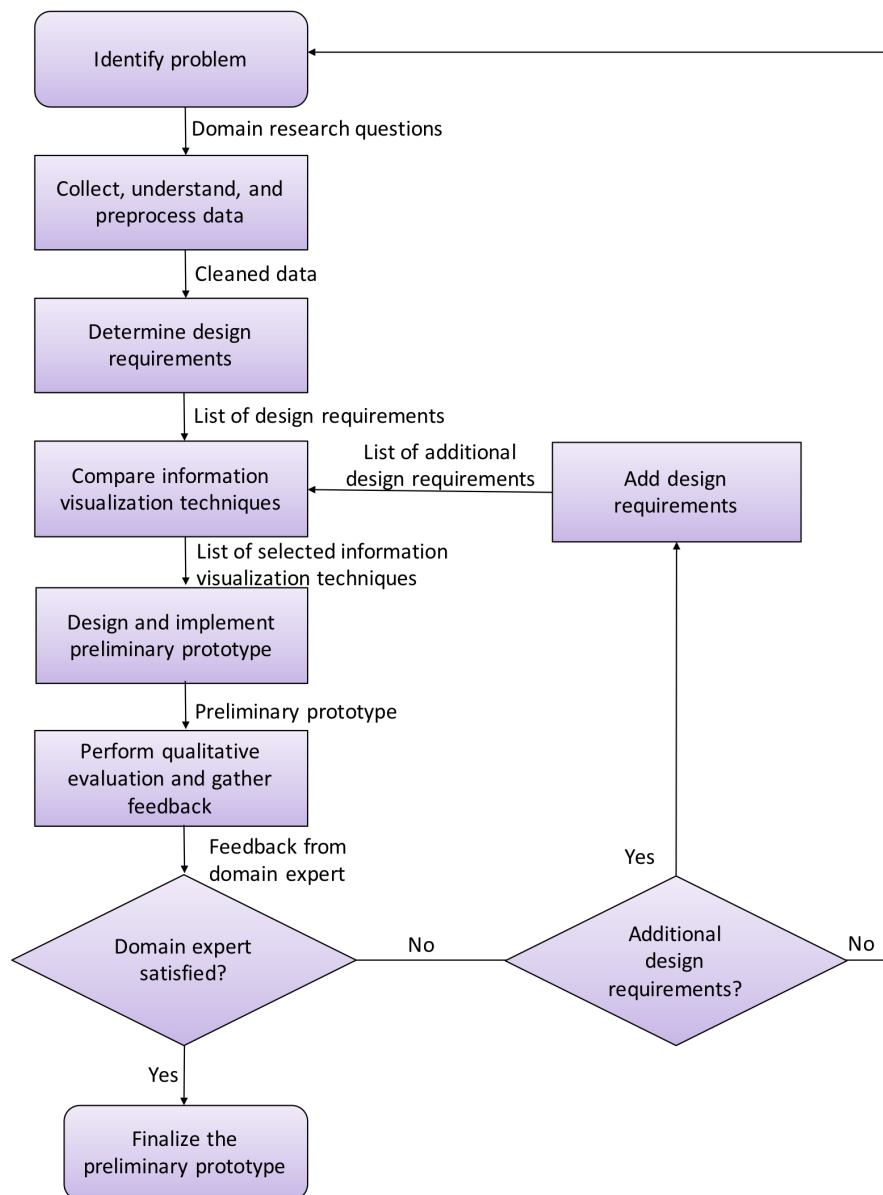 Identify problem
Domain research questions
Collect, understand, and
preprocess data
Cleaned data
Determine design
requirements
List of design requirements
Compare information
visualization techniques
List of additional
design requirements
Add design
requirements
List of selected information
visualization techniques
Design and implement
preliminary prototype
Preliminary prototype
Perform qualitative
evaluation and gather
feedback
Feedback from
domain expert
Domain expert
satisfied?
No
Additional
design
requirements?
Yes
No
Yes
Finalize the
preliminary prototype